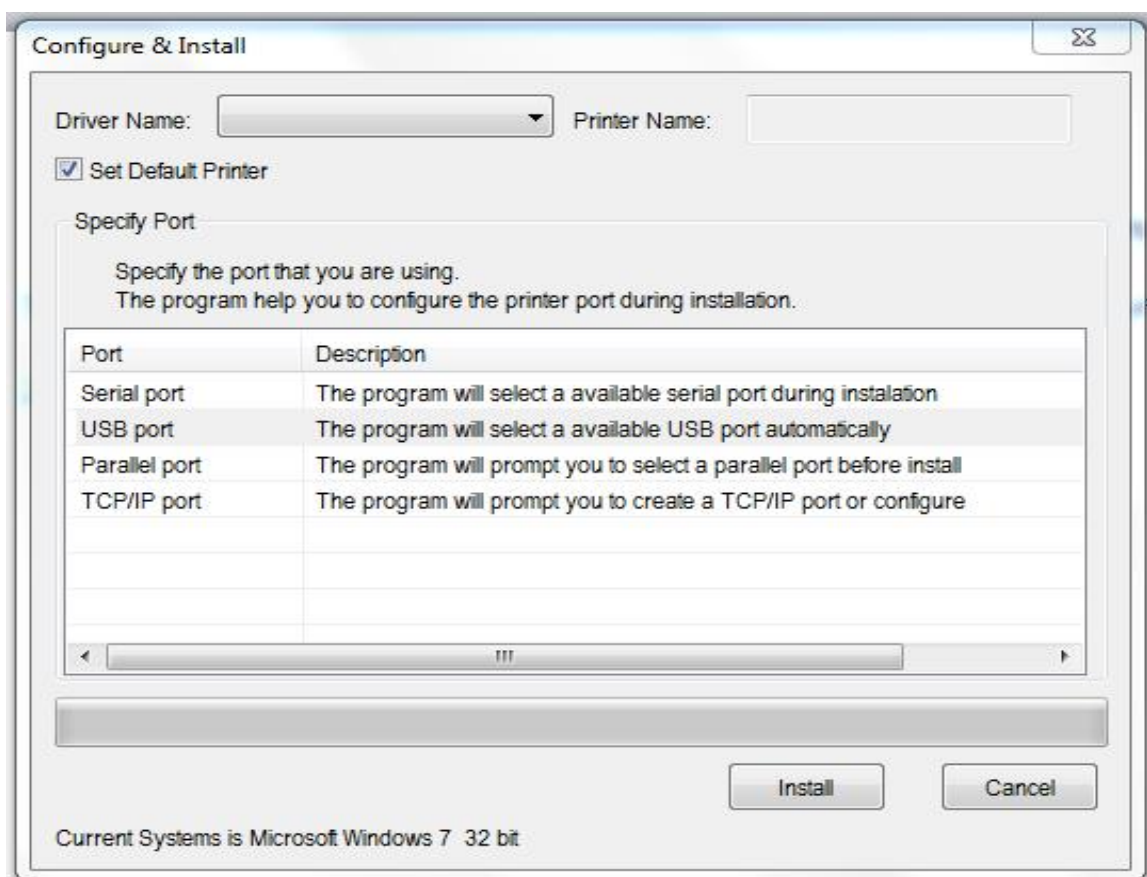 Configure & Install
Driver Name: Printer Name:
Set Default Printer
Specify Port
Specify the port that you are using.
The program help you to configure the printer port during installation.
Port Description
Serial port The program will select a available serial port during instalation
USB port The program will select a available USB port automatically
Parallel port The program will prompt you to select a parallel port before install
TCP/IP port The program will prompt you to create a TCP/IP port or configure
Install Cancel
Current Systems is Microsoft Windows 7 32 bit